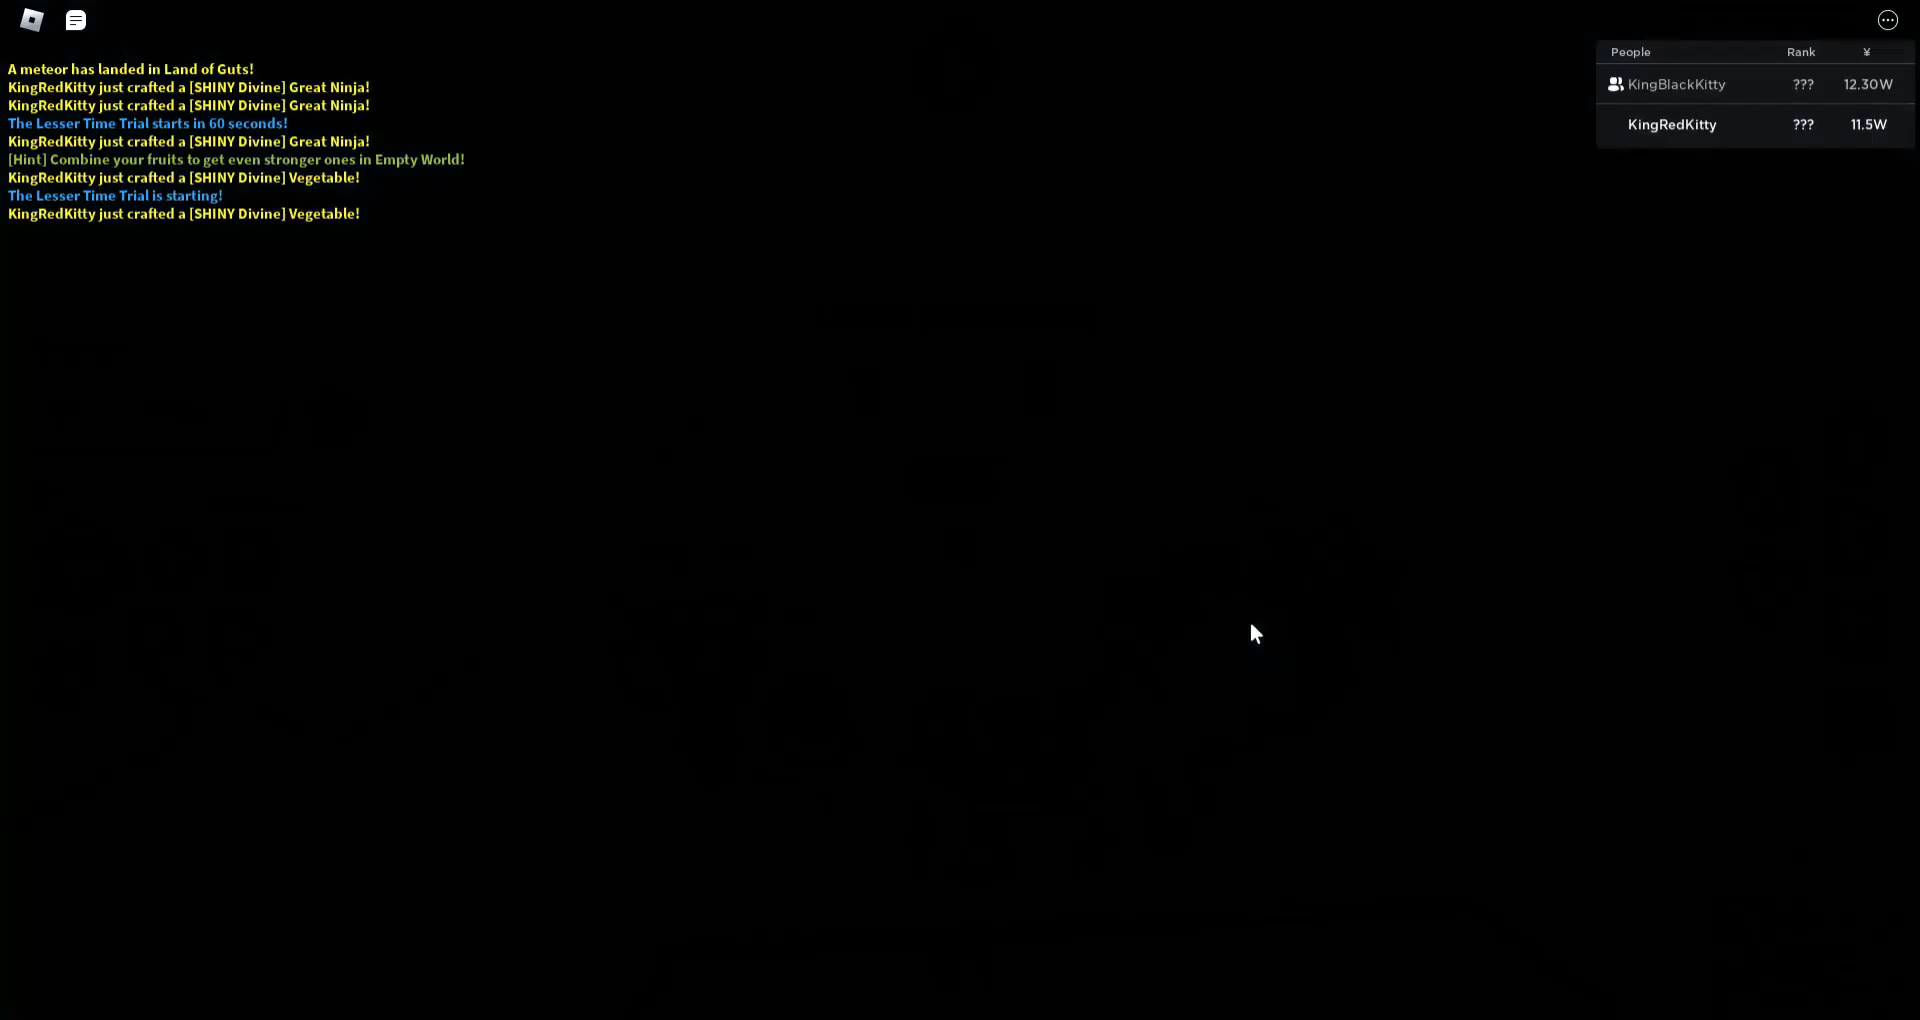 A meteor has landed in Land of Guts!
KingRedKitty just crafted a [SHINY Divine] Great Ninja!
KingRedKitty just crafted a [SHINY Divine] Great Ninja!
The Lesser Time Trial starts in 60 seconds!
KingRedKitty just crafted a [SHINY Divine] Great Ninja!
[Hint] Combine your fruits to get even stronger ones in Empty World!
KingRedKitty just crafted a [SHINY Divine] Vegetable!
The Lesser Time Trial is starting!
KingRedKitty just crafted a [SHINY Divine] Vegetable!
People Rank ¥
KingBlackKitty ??? 12.30W
KingRedKitty ??? 11.5W